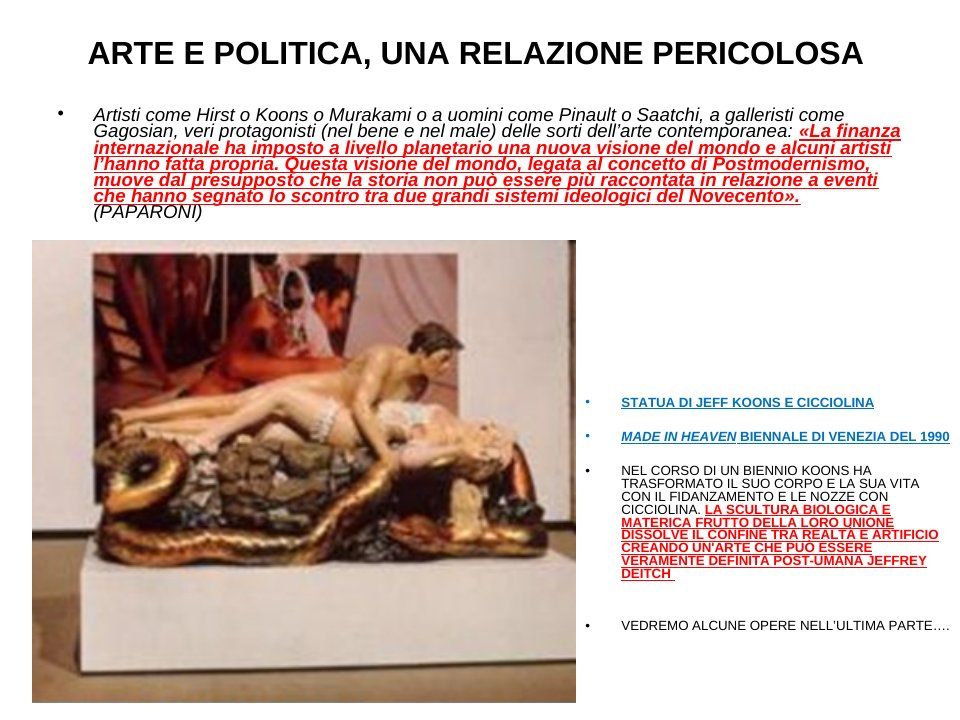 ARTE E POLITICA, UNA RELAZIONE PERICOLOSA
• Artisti come Hirst o Koons o Murakami o a uomini come Pinault o Saatchi, a galleristi come
Gagosian, veri protagonisti (nel bene e nel male) delle sorti dell’arte contemporanea: «La finanza
internazionale ha imposto a livello planetario una nuova visione del mondo e alcuni artisti
l’hanno fatta propria. Questa visione del mondo, legata al concetto di Postmodernismo,
muove dal presupposto che la storia non può essere più raccontata in relazione a eventi
che hanno segnato lo scontro tra due grandi sistemi ideologici del Novecento».
(PAPARONI)
• STATUA DI JEFF KOONS E CICCIOLINA
• MADE IN HEAVEN BIENNALE DI VENEZIA DEL 1990
• NEL CORSO DI UN BIENNIO KOONS HA
TRASFORMATO IL SUO CORPO E LA SUA VITA
CON IL FIDANZAMENTO E LE NOZZE CON
CICCIOLINA. LA SCULTURA BIOLOGICA E
MATERICA FRUTTO DELLA LORO UNIONE
DISSOLVE IL CONFINE TRA REALTÀ E ARTIFICIO
CREANDO UN'ARTE CHE PUÒ ESSERE
VERAMENTE DEFINITA POST-UMANA JEFFREY
DEITCH
• VEDREMO ALCUNE OPERE NELL’ULTIMA PARTE….